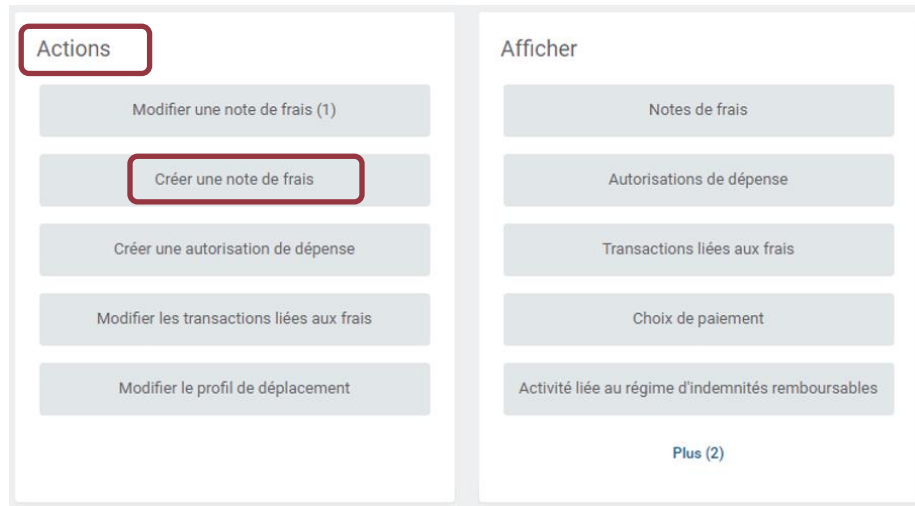 Actions
Modifier une note de frais (1)
Créer une note de frais
Créer une autorisation de dépense
Modifier les transactions liées aux frais
Modifier le profil de déplacement
Afficher
Notes de frais
Autorisations de dépense
Transactions liées aux frais
Choix de paiement
Activité liée au régime d'indemnités remboursables
Plus (2)